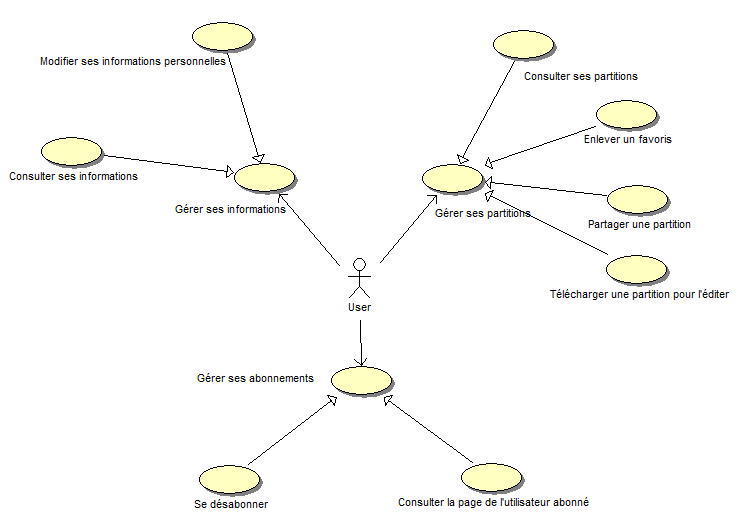 Modifier ses informations personnelles
Consulter ses partitions
Enlever un favoris
Consulter ses informations
Gérer ses informations
Gérer ses partitions
Partager une partition
Télécharger une partition pour l'éditer
User
Gérer ses abonnements
Se désabonner
Consulter la page de l'utilisateur abonné